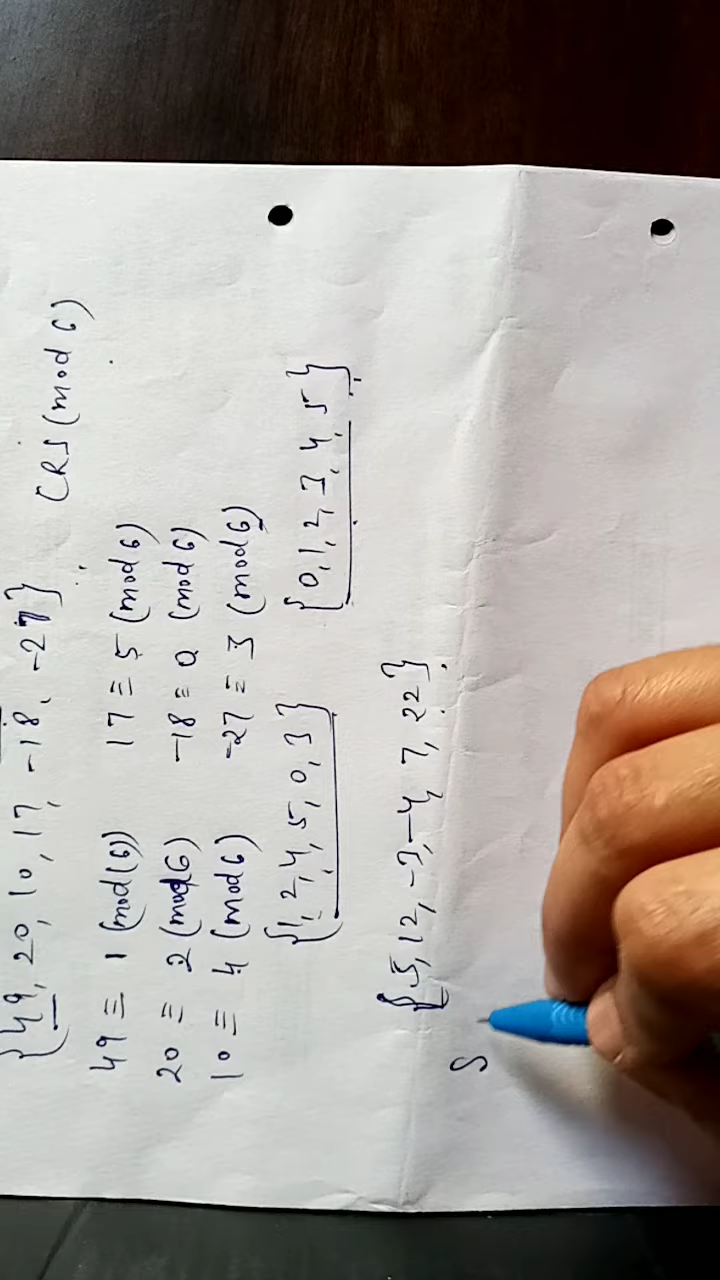 {49, 20, 10, 17, -18, -27} CRS (mod 6)
49 ≡ 1 (mod(6)) 17 ≡ 5 (mod 6)
20 ≡ 2 (mod 6) -18 ≡ 0 (mod 6)
10 ≡ 4 (mod 6) -27 ≡ 3 (mod 6)
{1, 2, 4, 5, 0, 3} {0, 1, 2, 3, 4, 5}
{5, 12, -3, -4, 7, 22}.
5